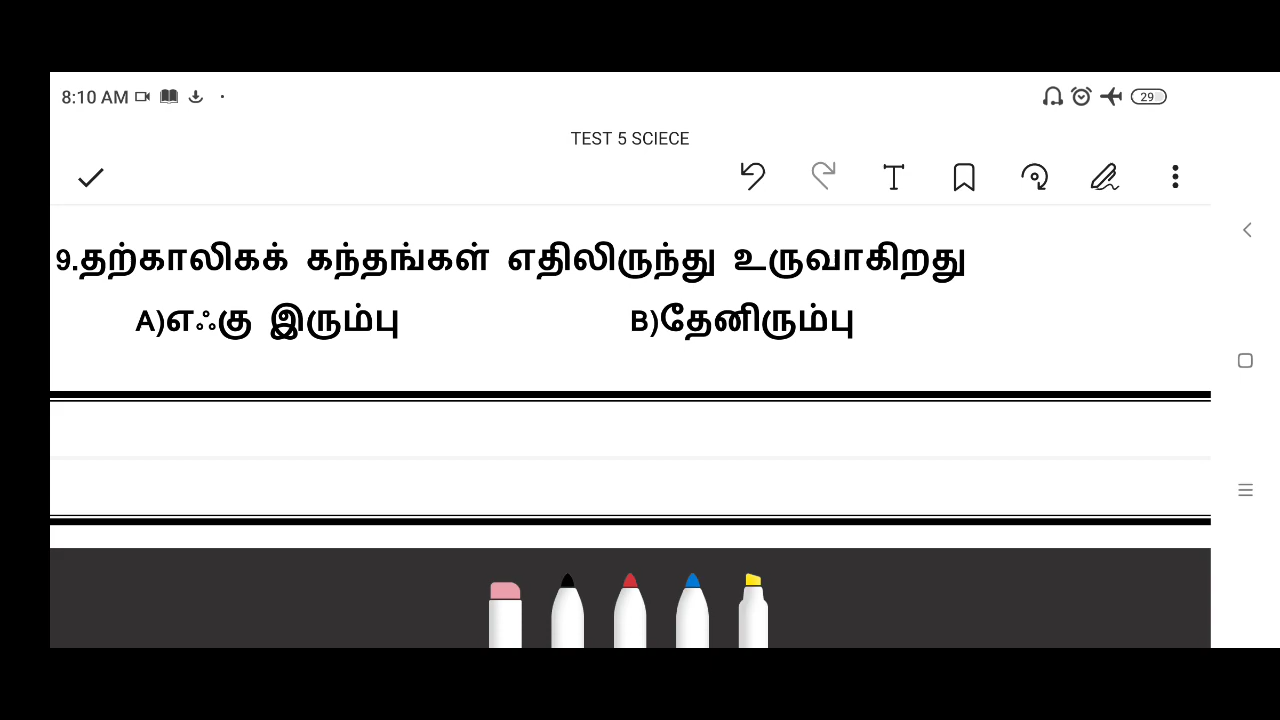 8:10 AM
29
TEST 5 SCIECE
9.தற்காலிகக் கந்தங்கள் எதிலிருந்து உருவாகிறது
A)எஃகு இரும்பு B)தேனிரும்பு